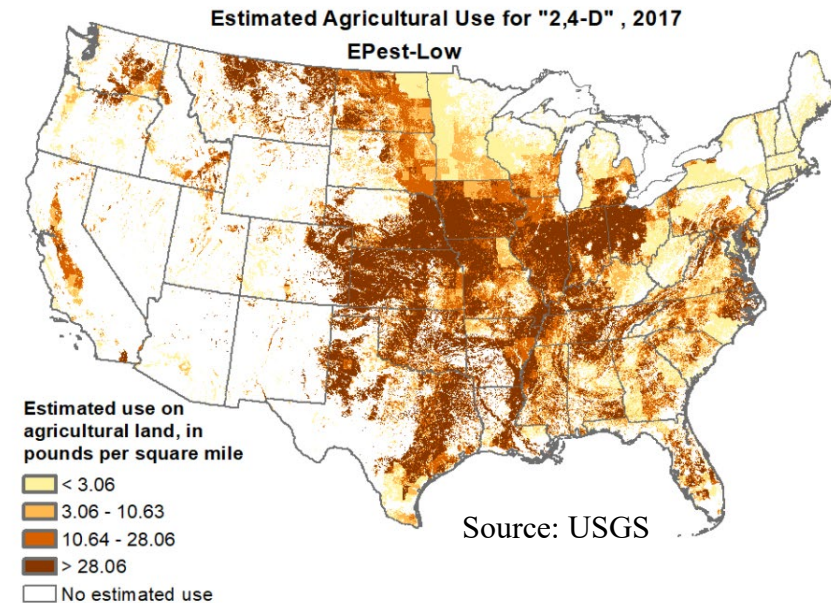 Estimated Agricultural Use for "2,4-D" , 2017
EPest-Low
Estimated use on
agricultural land, in
pounds per square mile
< 3.06
3.06 - 10.63
10.64 - 28.06
> 28.06
No estimated use
Source: USGS